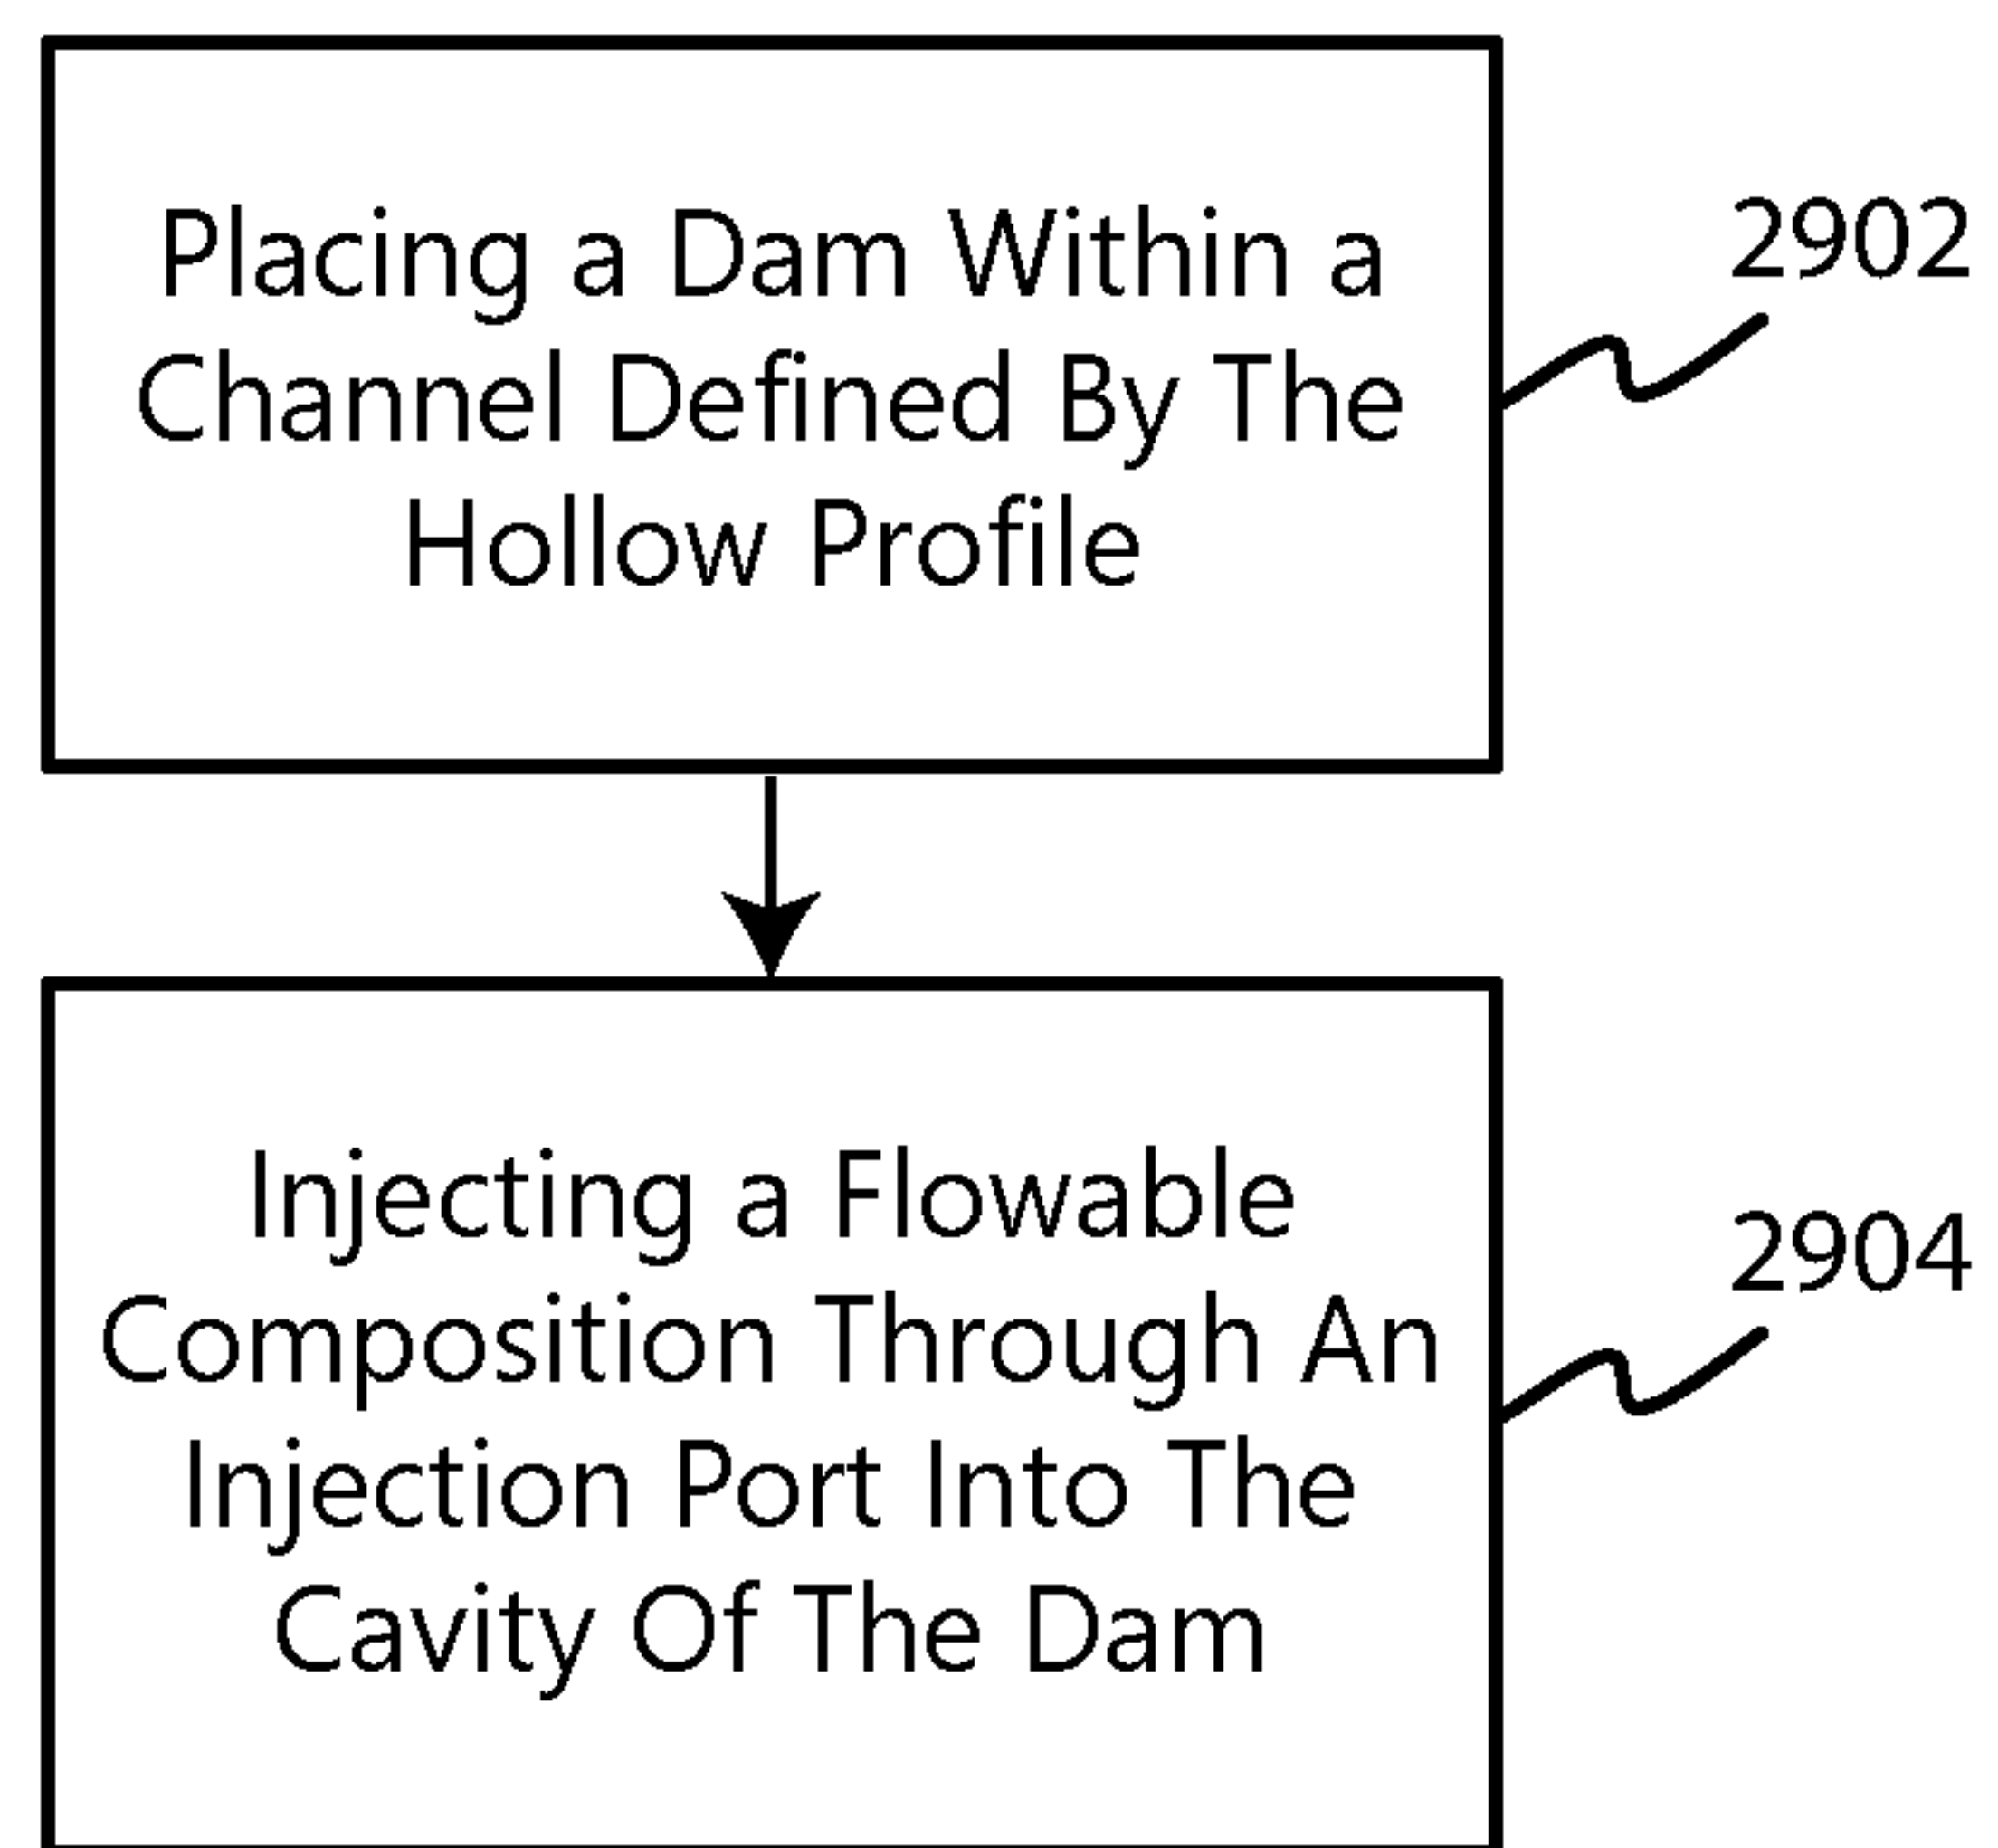 Placing a Dam Within a
Channel Defined By The
Hollow Profile
2902
Injecting a Flowable
Composition Through An
Injection Port Into The
Cavity Of The Dam
2904